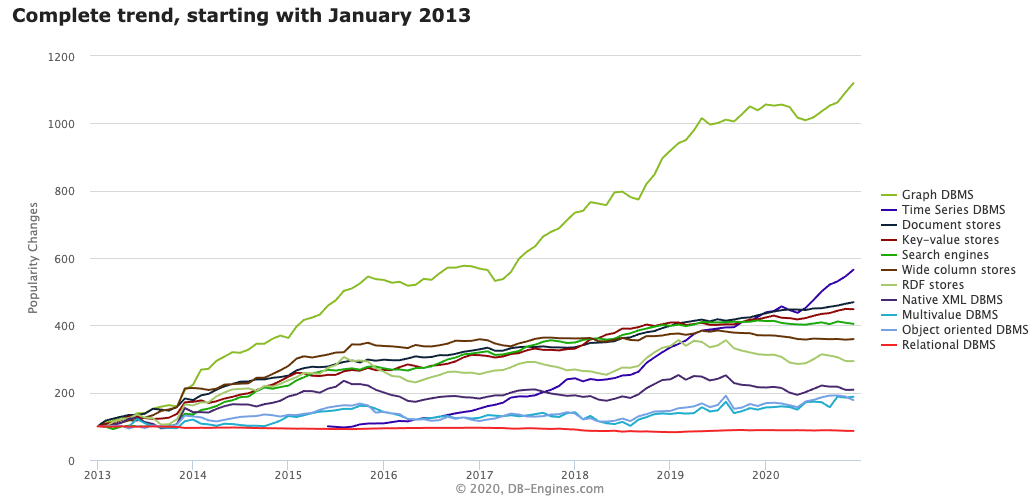 Complete trend, starting with January 2013
1200
1000
800
600
400
200
0
Popularity Changes
2013 2014 2015 2016 2017 2018 2019 2020
Graph DBMS
Time Series DBMS
Document stores
Key-value stores
Search engines
Wide column stores
RDF stores
Native XML DBMS
Multivalue DBMS
Object oriented DBMS
Relational DBMS
© 2020, DB-Engines.com